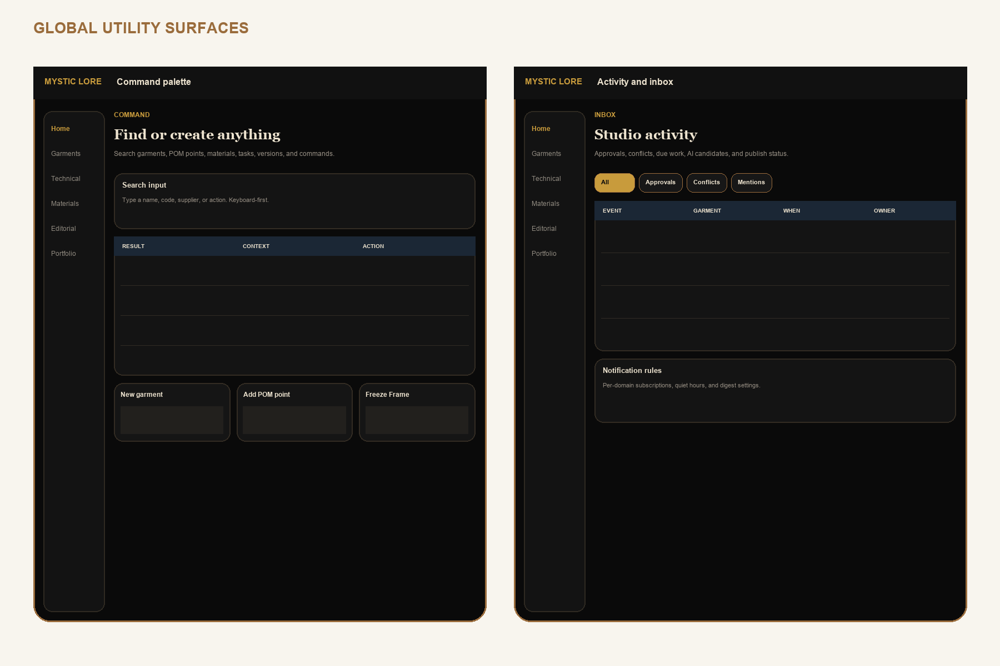 GLOBAL UTILITY SURFACES
MYSTIC LORE
Command palette
Home
Garments
Technical
Materials
Editorial
Portfolio
COMMAND
Find or create anything
Search garments, POM points, materials, tasks, versions, and commands.
Search input
Type a name, code, supplier, or action. Keyboard-first.
RESULT
CONTEXT
ACTION
New garment
Add POM point
Freeze Frame
MYSTIC LORE
Activity and inbox
Home
Garments
Technical
Materials
Editorial
Portfolio
INBOX
Studio activity
Approvals, conflicts, due work, AI candidates, and publish status.
All
Approvals
Conflicts
Mentions
EVENT
GARMENT
WHEN
OWNER
Notification rules
Per-domain subscriptions, quiet hours, and digest settings.